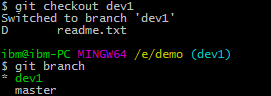 $ git checkout dev1
Switched to branch 'dev1'
D       readme.txt
ibm@ibm-PC MINGW64 /e/demo (dev1)
$ git branch
* dev1
  master